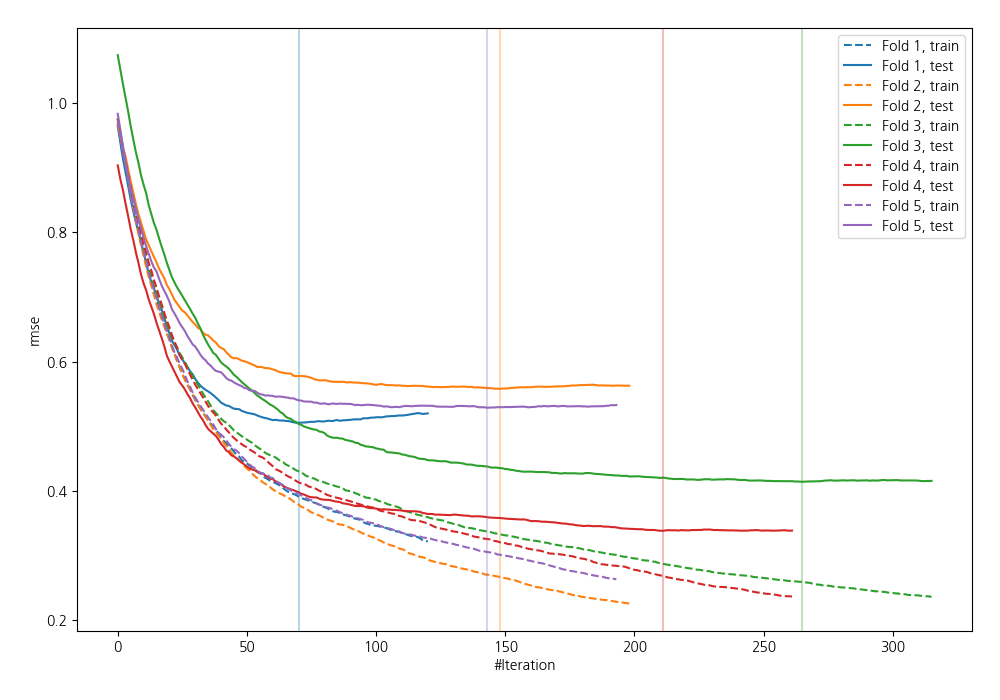 Fold 1, train
Fold 1, test
Fold 2, train
Fold 2, test
Fold 3, train
Fold 3, test
Fold 4, train
Fold 4, test
Fold 5, train
Fold 5, test
1.0
0.8
0.6
0.4
0.2
rmse
0 50 100 150 200 250 300
#Iteration